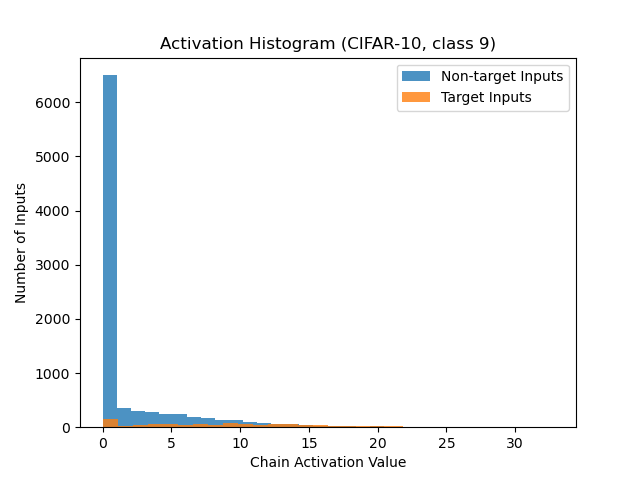 Activation Histogram (CIFAR-10, class 9)
Non-target Inputs
Target Inputs
Number of Inputs
6000
5000
4000
3000
2000
1000
0
0 5 10 15 20 25 30
Chain Activation Value